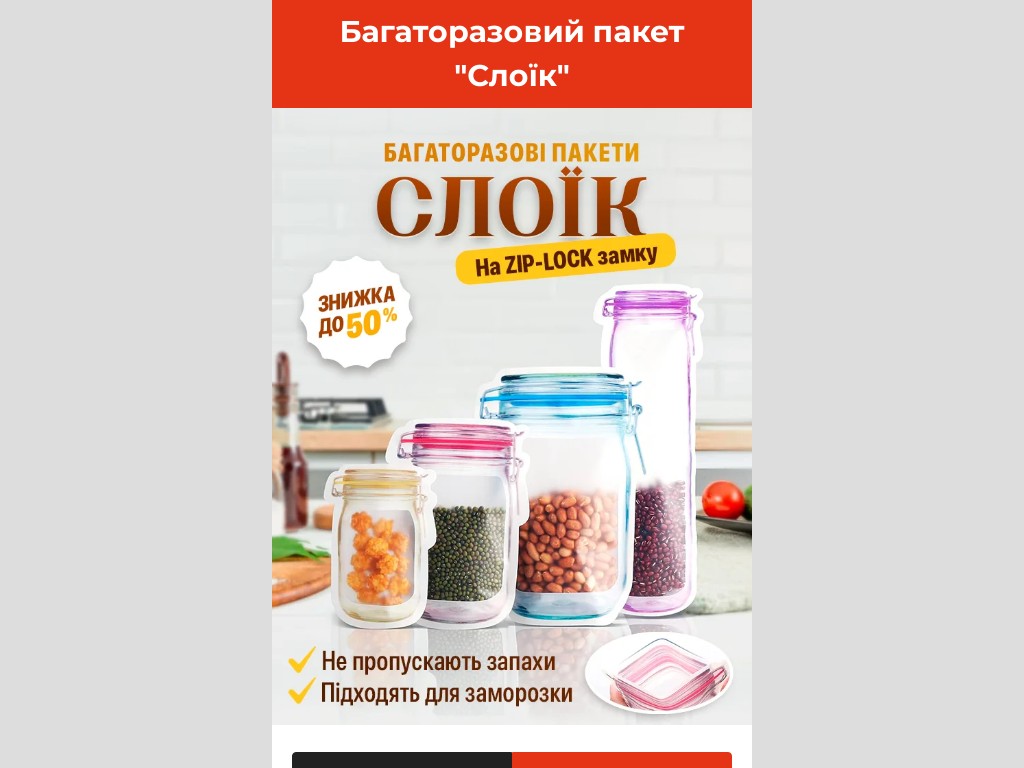 Багаторазовий пакет
"Слоїк"
БАГАТОРАЗОВІ ПАКЕТИ
СЛОЇК
На ZIP-LOCK замку
ЗНИЖКА
ДО 50%
Не пропускають запахи
Підходять для заморозки